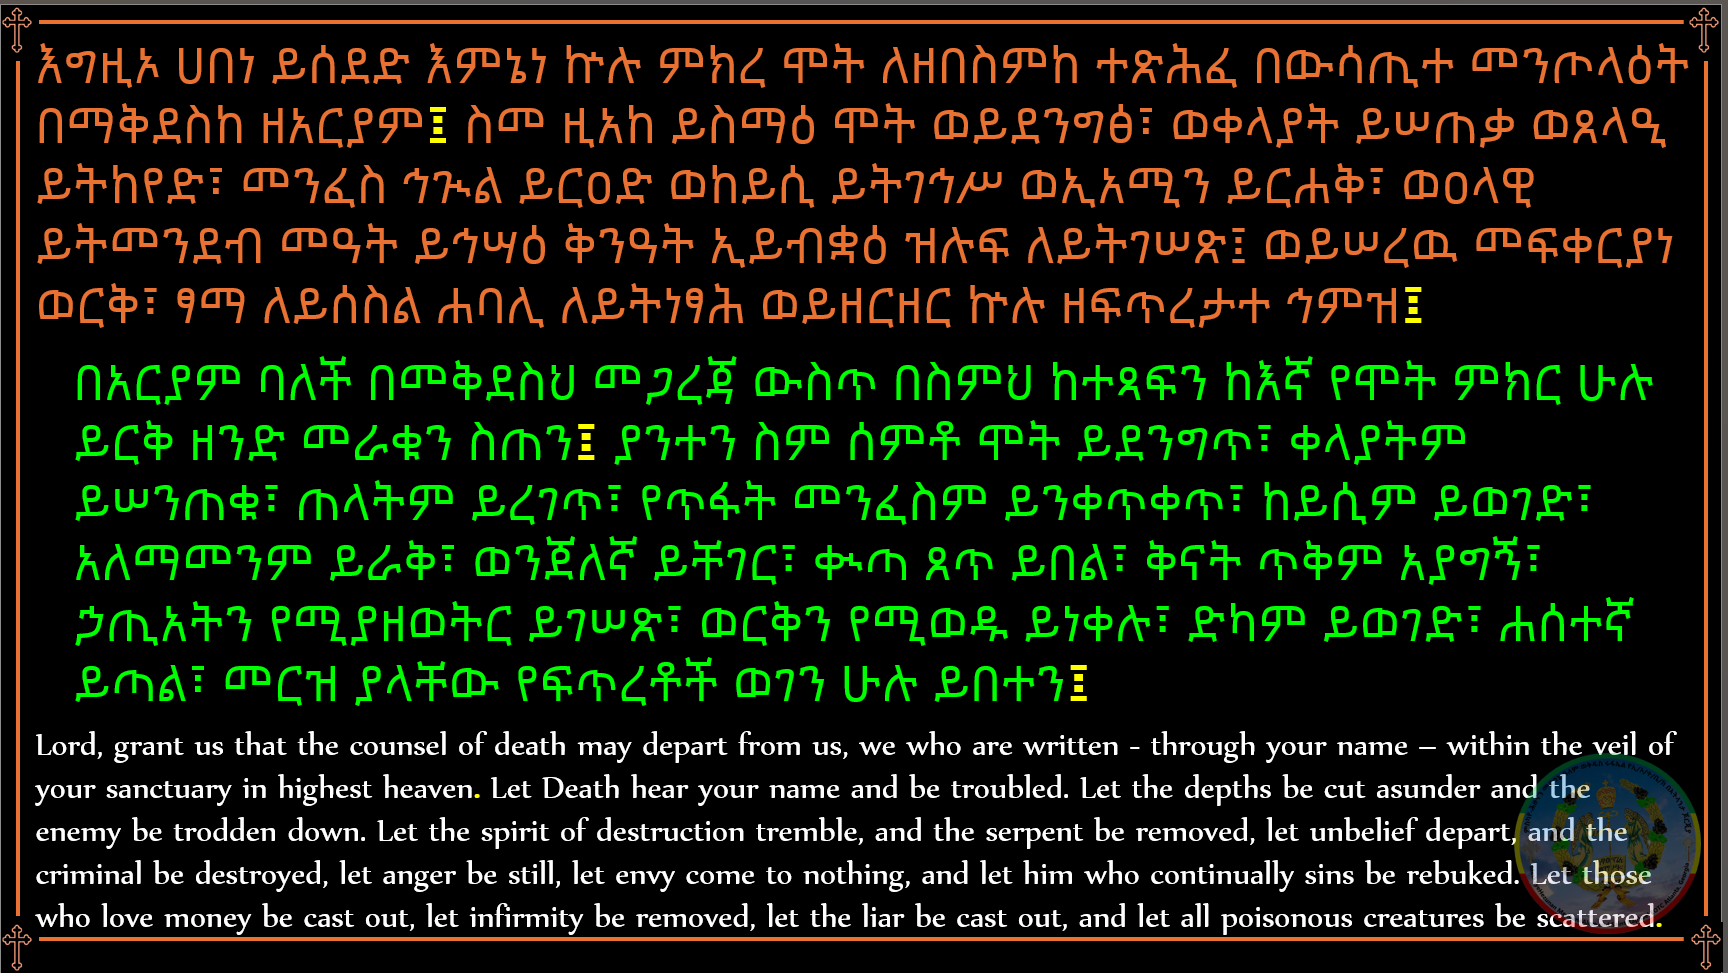 እግዚኦ ሀበነ ይሰደድ እምኔነ ኵሉ ምክረ ሞት ለዘበስምከ ተጽሕፈ በውሳጢተ መንጦላዕት
በማቅደስከ ዘአርያም፤ ስመ ዚአከ ይስማዕ ሞት ወይደንግፅ፣ ወቀላያት ይሠጠቃ ወጸላዒ
ይትከየድ፣ መንፈስ ኅጕል ይርዐድ ወከይሲ ይትገኅሥ ወኢአሚን ይርሐቅ፣ ወዐላዊ
ይትመንደብ መዓት ይኅሣዕ ቅንዓት ኢይብቋዕ ዝሉፍ ለይትገሠጽ፤ ወይሠረዉ መፍቀርያነ
ወርቅ፣ ፃማ ለይሰስል ሐባሊ ለይትነፃሕ ወይዘርዘር ኵሉ ዘፍጥረታተ ኅምዝ፤
በአርያም ባለች በመቅደስህ መጋረጃ ውስጥ በስምህ ከተጻፍን ከእኛ የሞት ምክር ሁሉ
ይርቅ ዘንድ መራቁን ስጠን፤ ያንተን ስም ሰምቶ ሞት ይደንግጥ፣ ቀላያትም
ይሠንጠቁ፣ ጠላትም ይረገጥ፣ የጥፋት መንፈስም ይንቀጥቀጥ፣ ከይሲም ይወገድ፣
አለማመንም ይራቅ፣ ወንጀለኛ ይቸገር፣ ቍጣ ጸጥ ይበል፣ ቅናት ጥቅም አያግኝ፣
ኃጢአትን የሚያዘወትር ይገሠጽ፣ ወርቅን የሚወዱ ይነቀሉ፣ ድካም ይወገድ፣ ሐሰተኛ
ይጣል፣ መርዝ ያላቸው የፍጥረቶች ወገን ሁሉ ይበተን፤
Lord, grant us that the counsel of death may depart from us, we who are written - through your name – within the veil of
your sanctuary in highest heaven. Let Death hear your name and be troubled. Let the depths be cut asunder and the
enemy be trodden down. Let the spirit of destruction tremble, and the serpent be removed, let unbelief depart, and the
criminal be destroyed, let anger be still, let envy come to nothing, and let him who continually sins be rebuked. Let those
who love money be cast out, let infirmity be removed, let the liar be cast out, and let all poisonous creatures be scattered.